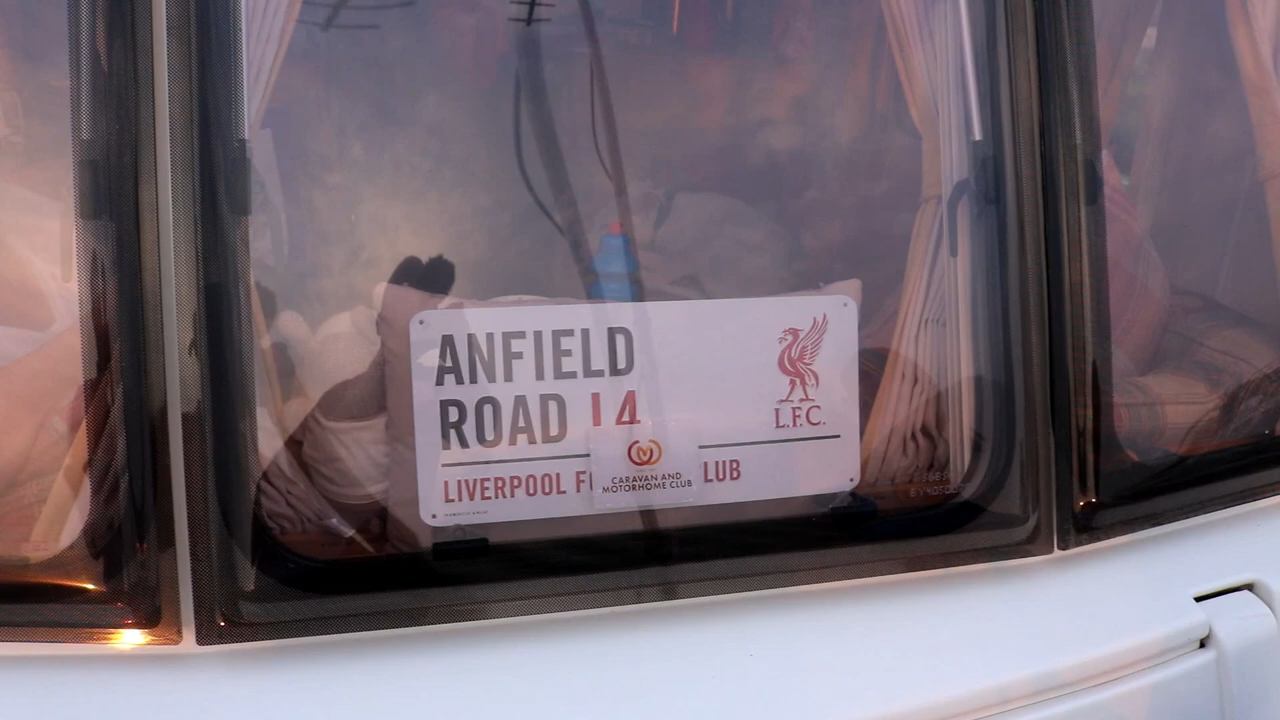 ANFIELD
ROAD L4
L.F.C.
LIVERPOOL F LUB
CARAVAN AND
MOTORHOME CLUB